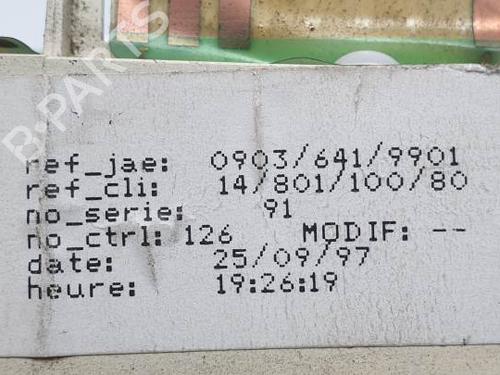 B-PARTS
ref_jae: 0903/641/9901
ref_cli: 14/801/100/80
no_serie: 91
no_ctrl: 126 MODIF: --
date: 25/09/97
heure: 19:26:19